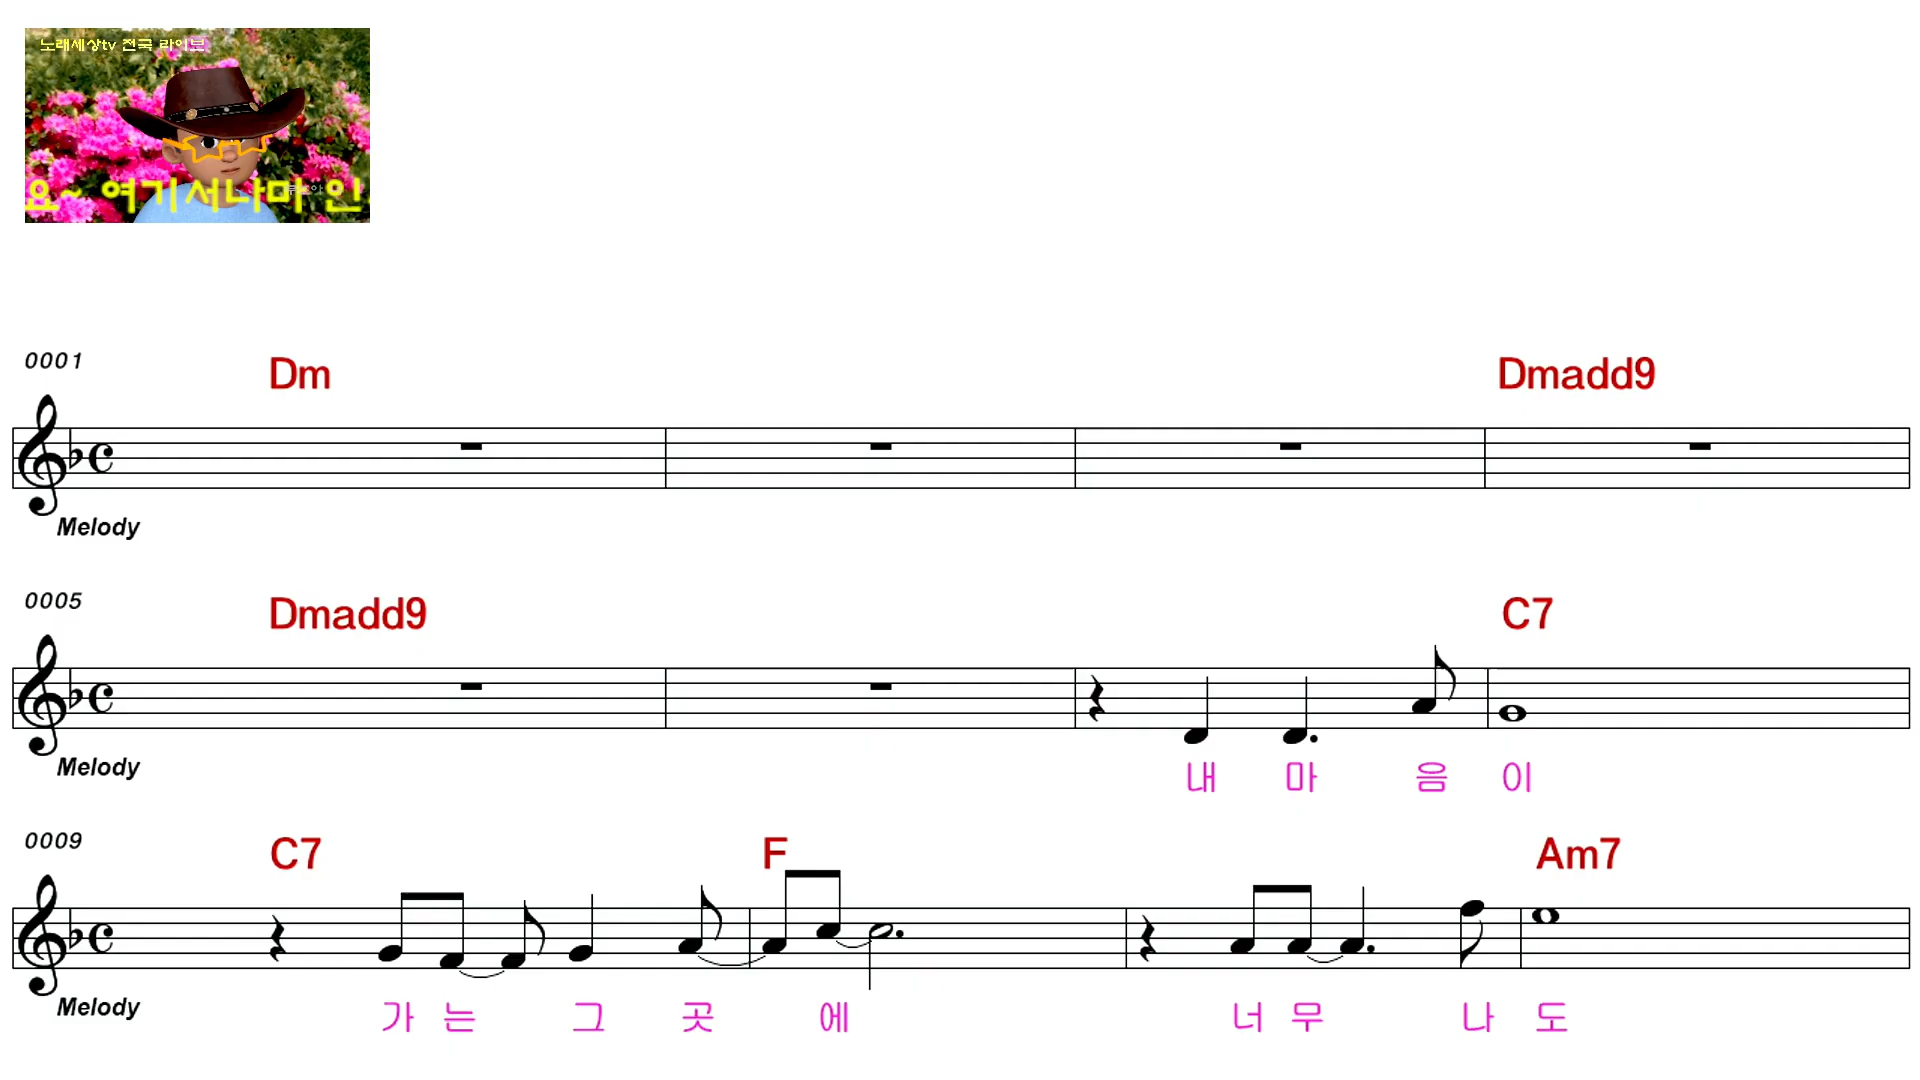 노래세상tv 전국 라이브
요~ 여기서나마 인
0001
Dm Dmadd9
Melody
0005
Dmadd9 C7
Melody
내 마 음 이
0009
C7 F Am7
Melody
가 는 그 곳 에 너 무 나 도